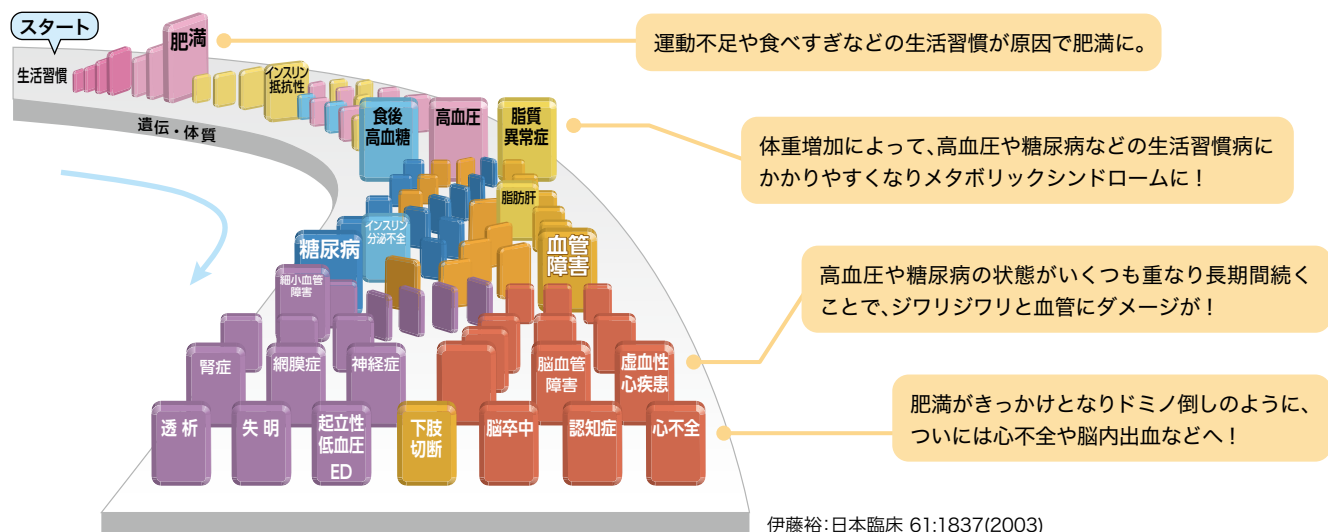 スタート
生活習慣
肥満
運動不足や食べすぎなどの生活習慣が原因で肥満に。
インスリン
抵抗性
遺伝・体質
食後
高血糖
高血圧
脂質
異常症
体重増加によって、高血圧や糖尿病などの生活習慣病に
かかりやすくなりメタボリックシンドロームに!
脂肪肝
糖尿病
インスリン
分泌不全
血管
障害
高血圧や糖尿病の状態がいくつも重なり長期間続く
ことで、ジワリジワリと血管にダメージが!
細小血管
障害
腎症
網膜症
神経症
脳血管
障害
虚血性
心疾患
肥満がきっかけとなりドミノ倒しのように、
ついには心不全や脳内出血などへ!
透析
失明
起立性
低血圧
ED
下肢
切断
脳卒中
認知症
心不全
伊藤裕:日本臨床 61:1837(2003)